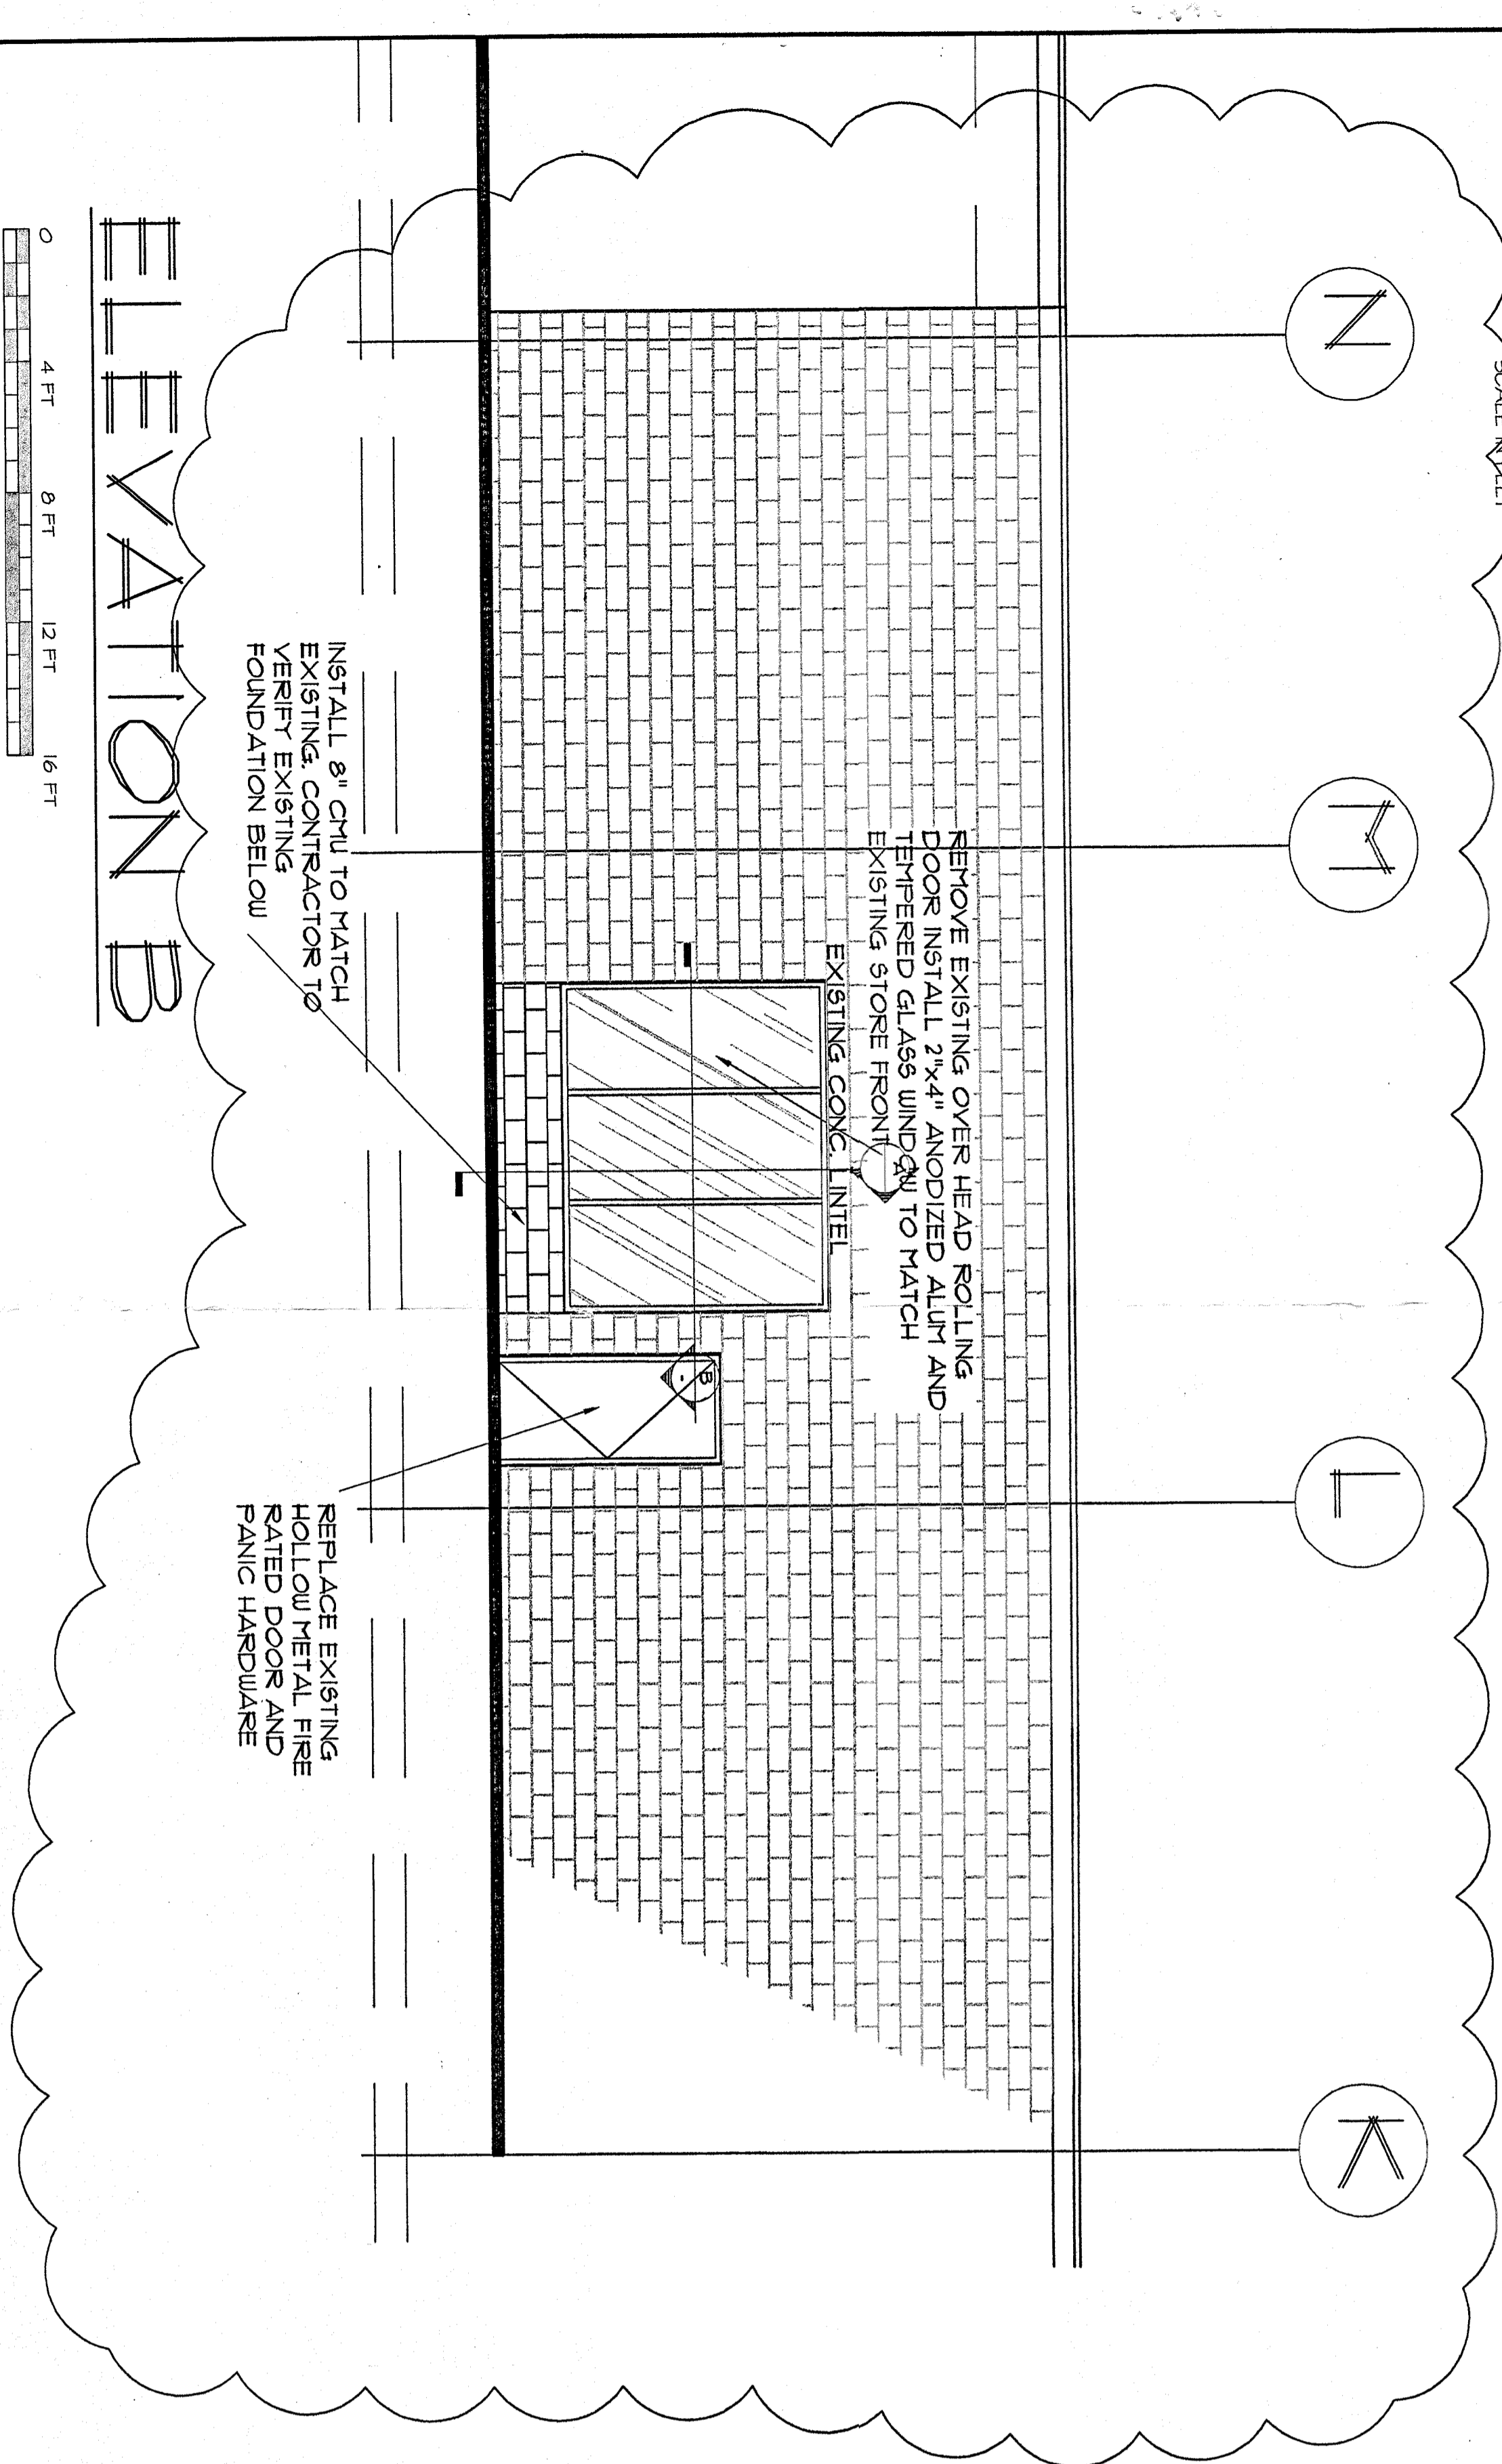 SCALE IN FEET
N
M
L
K
REMOVE EXISTING OVER HEAD ROLLING
DOOR INSTALL 2"x4" ANODIZED ALUM AND
TEMPERED GLASS WINDOW TO MATCH
EXISTING STORE FRONT
A
EXISTING CONC. LINTEL
B
INSTALL 8" CMU TO MATCH
EXISTING. CONTRACTOR TO
VERIFY EXISTING
FOUNDATION BELOW
REPLACE EXISTING
HOLLOW METAL FIRE
RATED DOOR AND
PANIC HARDWARE
ELEVATION B
0 4 FT 8 FT 12 FT 16 FT